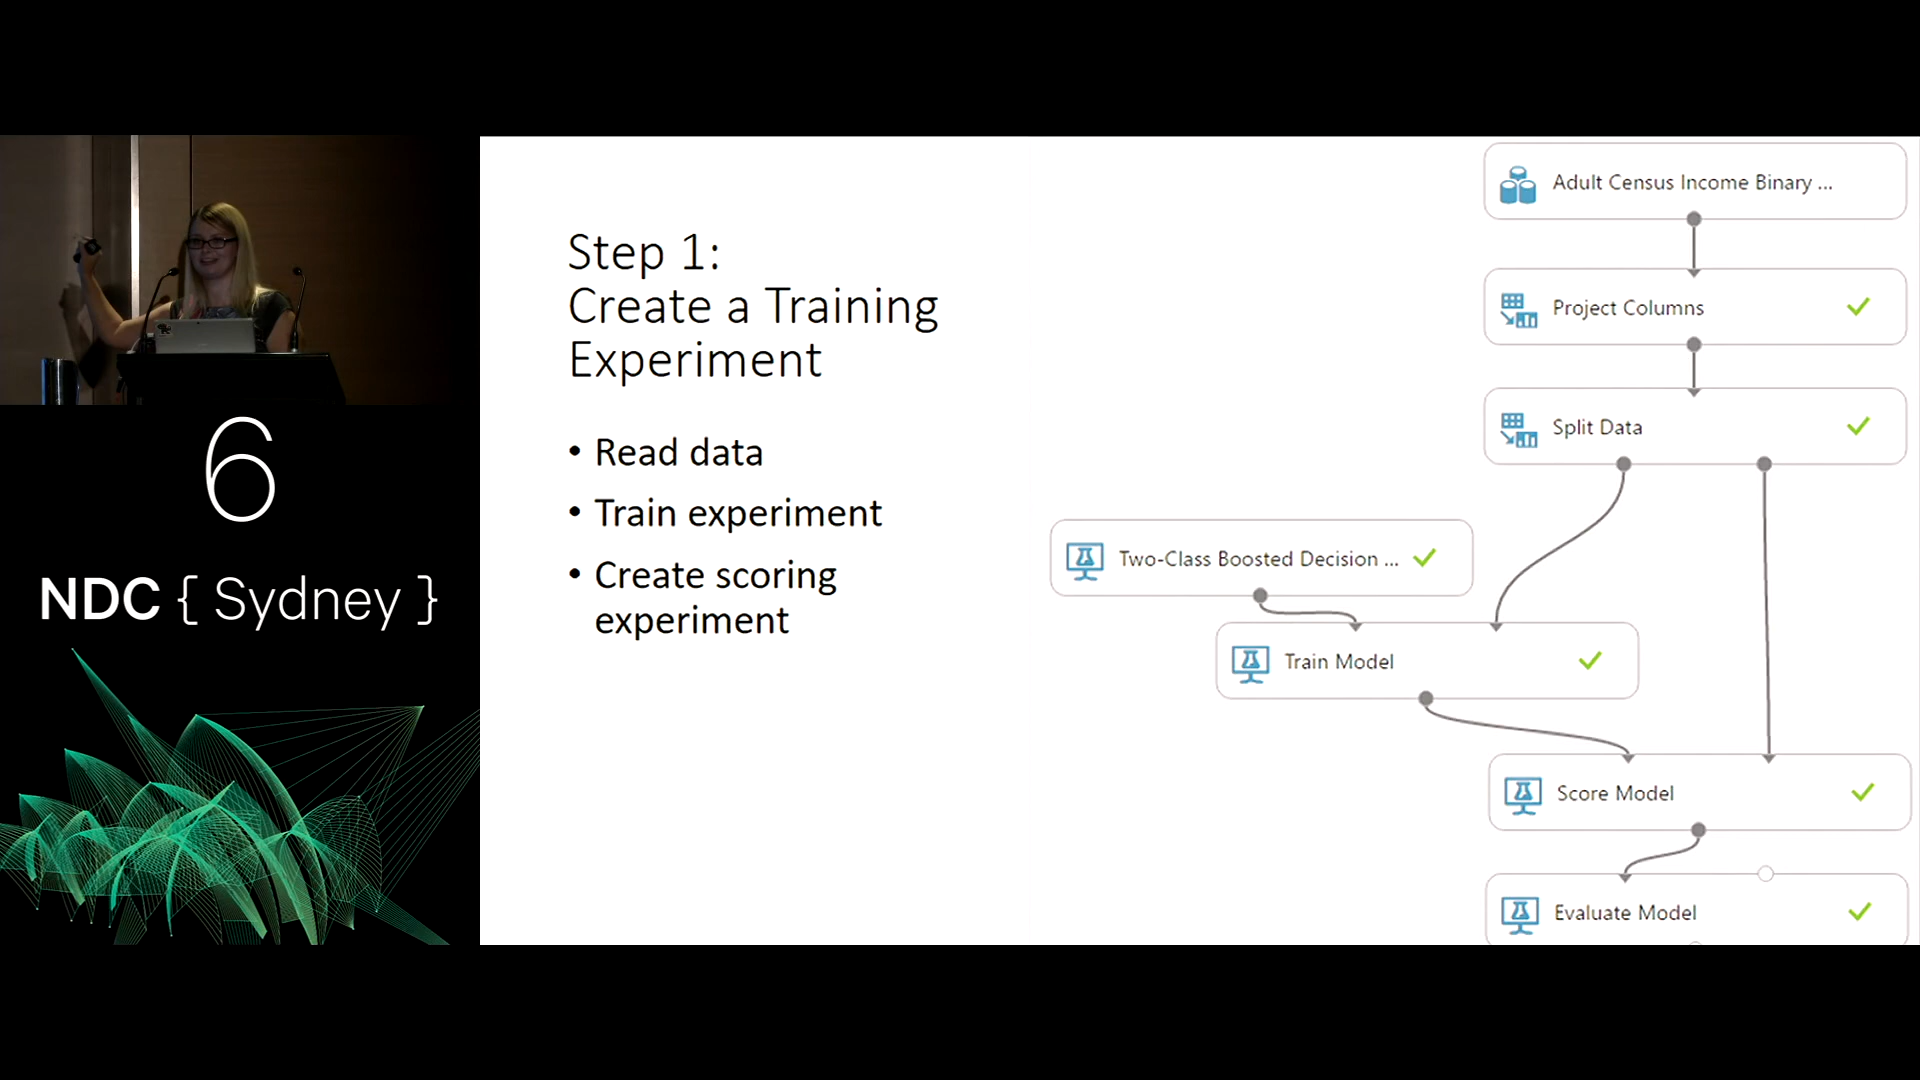 6
NDC { Sydney }
Step 1:
Create a Training
Experiment
• Read data
• Train experiment
• Create scoring
experiment
Adult Census Income Binary ...
Project Columns
Split Data
Two-Class Boosted Decision ...
Train Model
Score Model
Evaluate Model